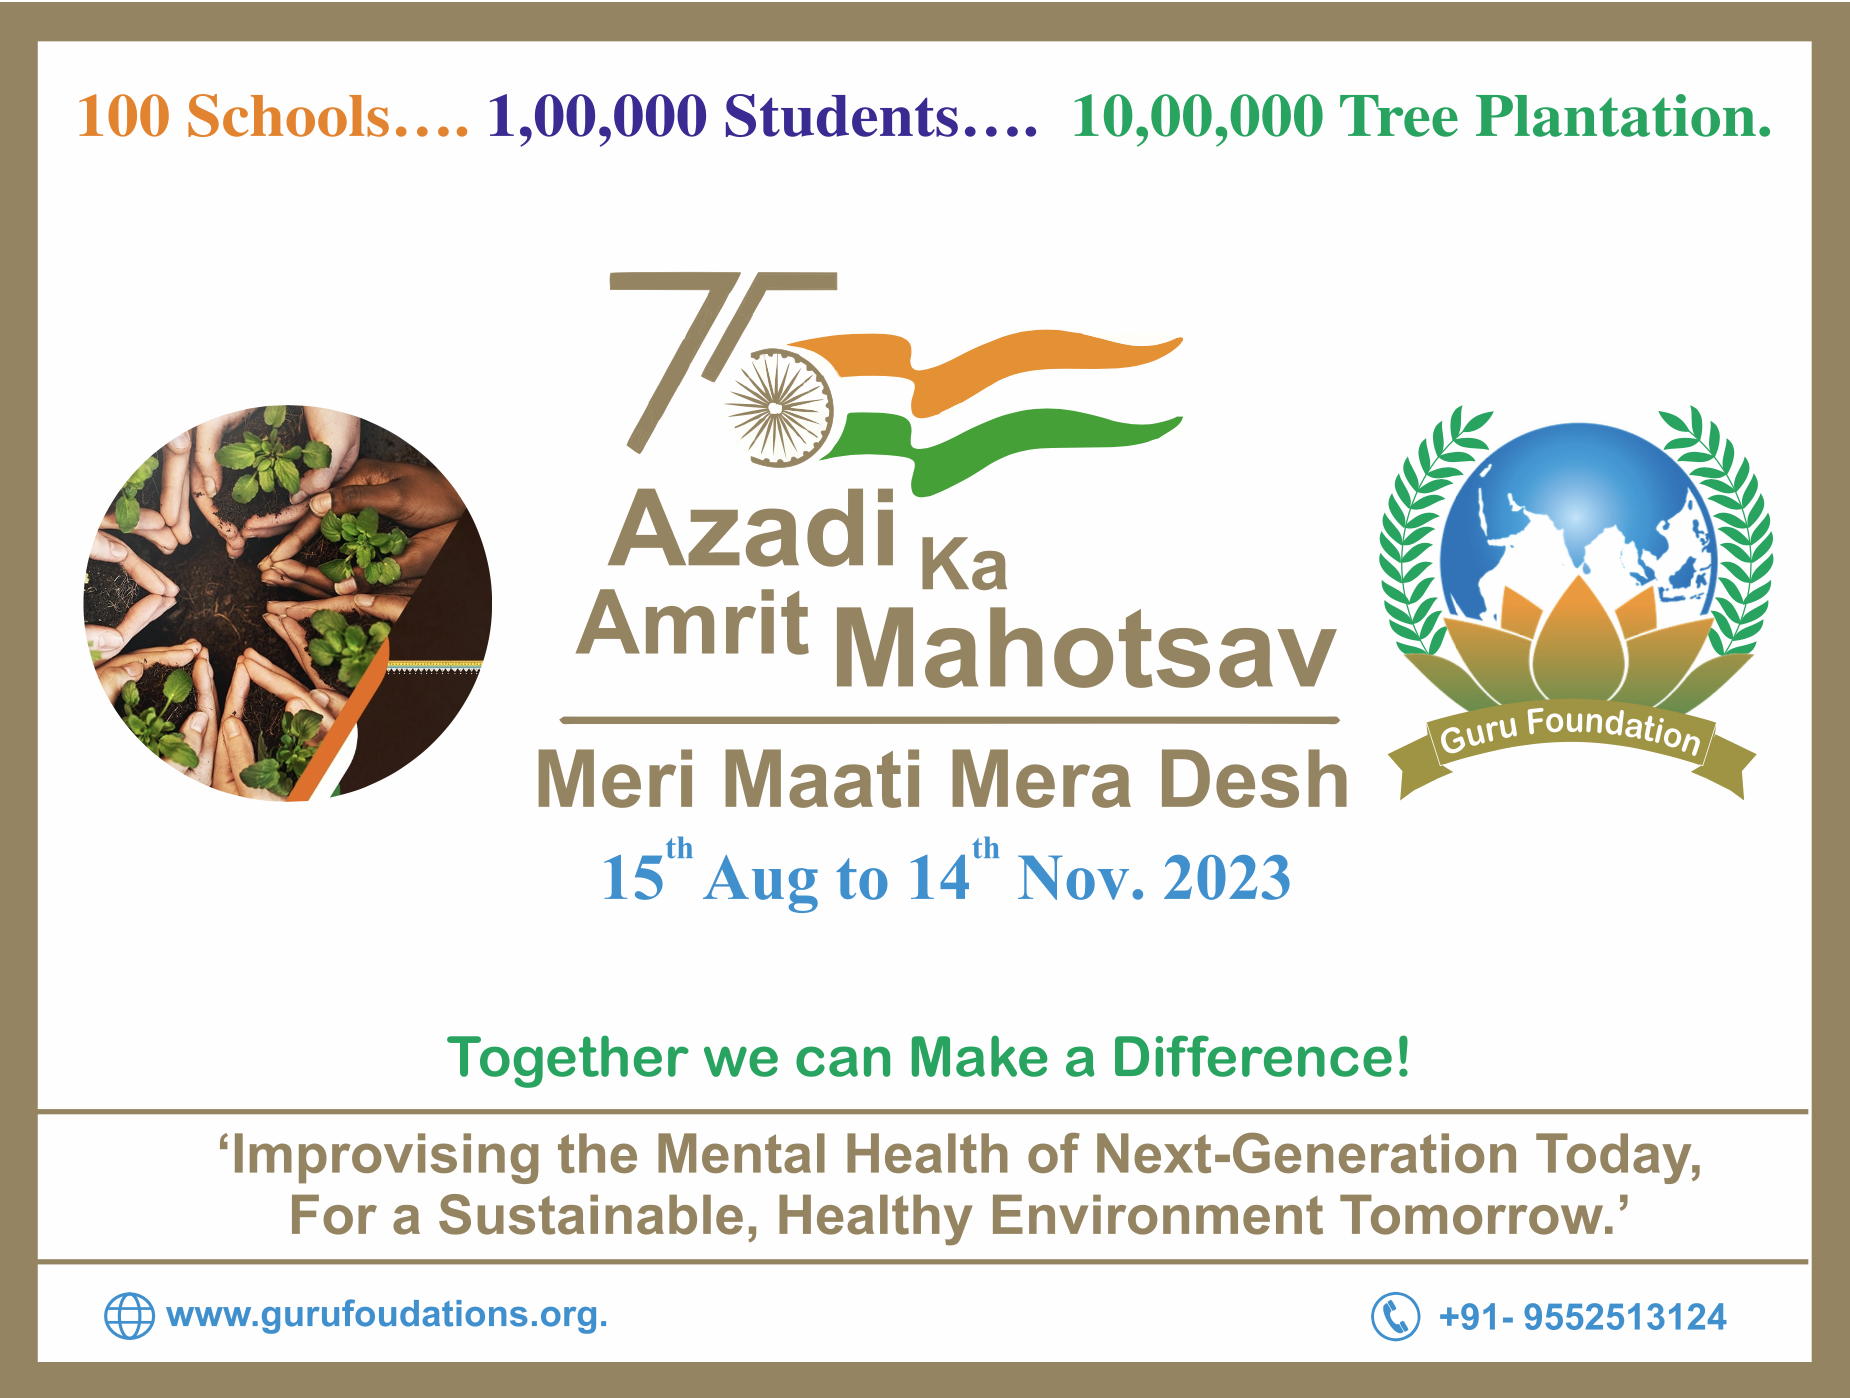 100 Schools…. 1,00,000 Students…. 10,00,000 Tree Plantation.
75
Azadi Ka
Amrit Mahotsav
Meri Maati Mera Desh
15th Aug to 14th Nov. 2023
Guru Foundation
Together we can Make a Difference!
‘Improvising the Mental Health of Next-Generation Today,
For a Sustainable, Healthy Environment Tomorrow.’
www.gurufoudations.org.
+91- 9552513124